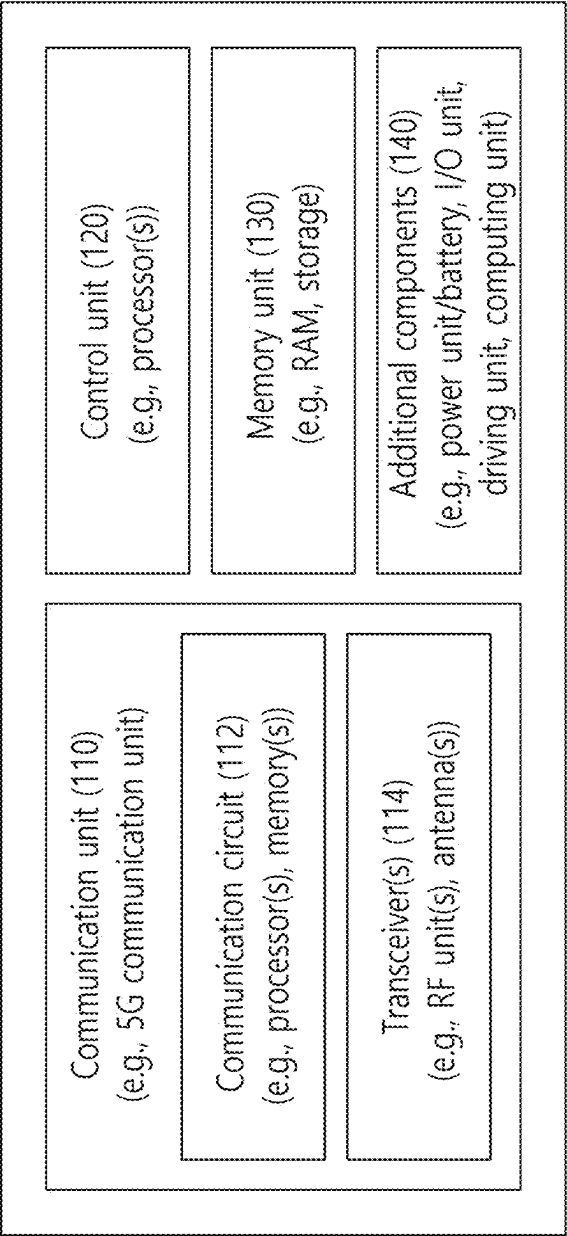 Communication unit (110)
(e.g., 5G communication unit)
Communication circuit (112)
(e.g., processor(s), memory(s))
Transceiver(s) (114)
(e.g., RF unit(s), antenna(s))
Control unit (120)
(e.g., processor(s))
Memory unit (130)
(e.g., RAM, storage)
Additional components (140)
(e.g., power unit/battery, I/O unit,
driving unit, computing unit)